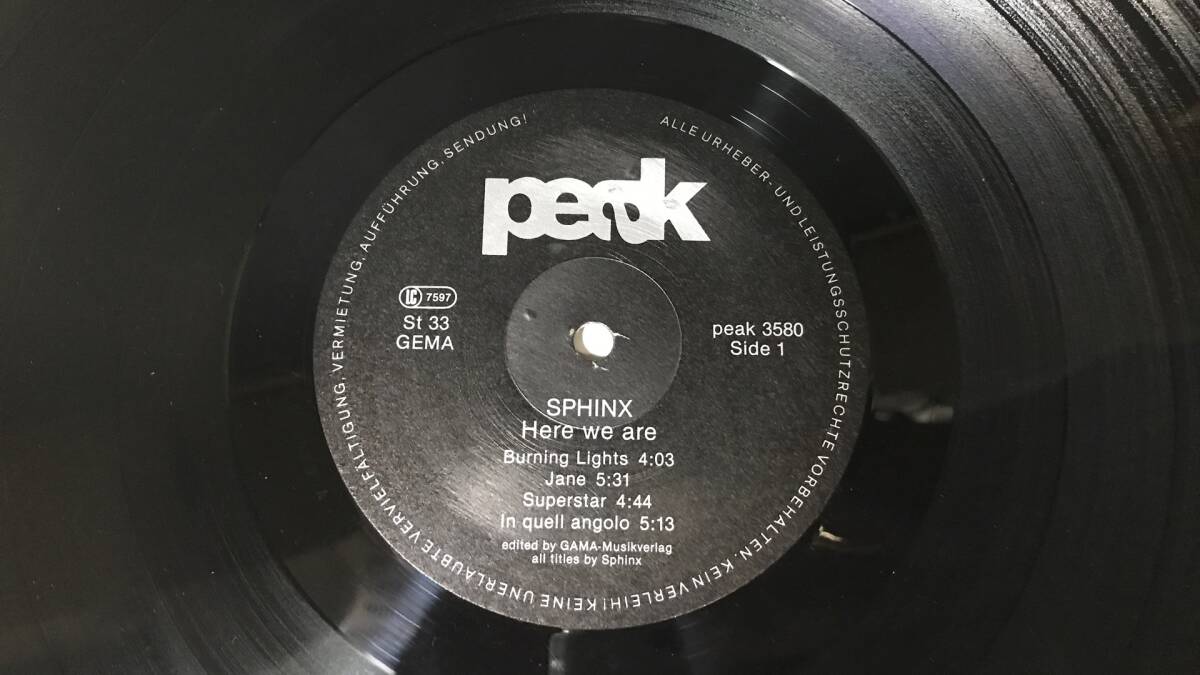 ALLE URHEBER- UND LEISTUNGSSCHUTZRECHTE VORBEHALTEN. KEIN VERLEIH! KEINE UNERLAUBTE VERVIELFÄLTIGUNG, VERMIETUNG, AUFFÜHRUNG, SENDUNG!
peak
LC 7597
St 33
GEMA
peak 3580
Side 1
SPHINX
Here we are
Burning Lights 4:03
Jane 5:31
Superstar 4:44
In quell angolo 5:13
edited by GAMA-Musikverlag
all titles by Sphinx